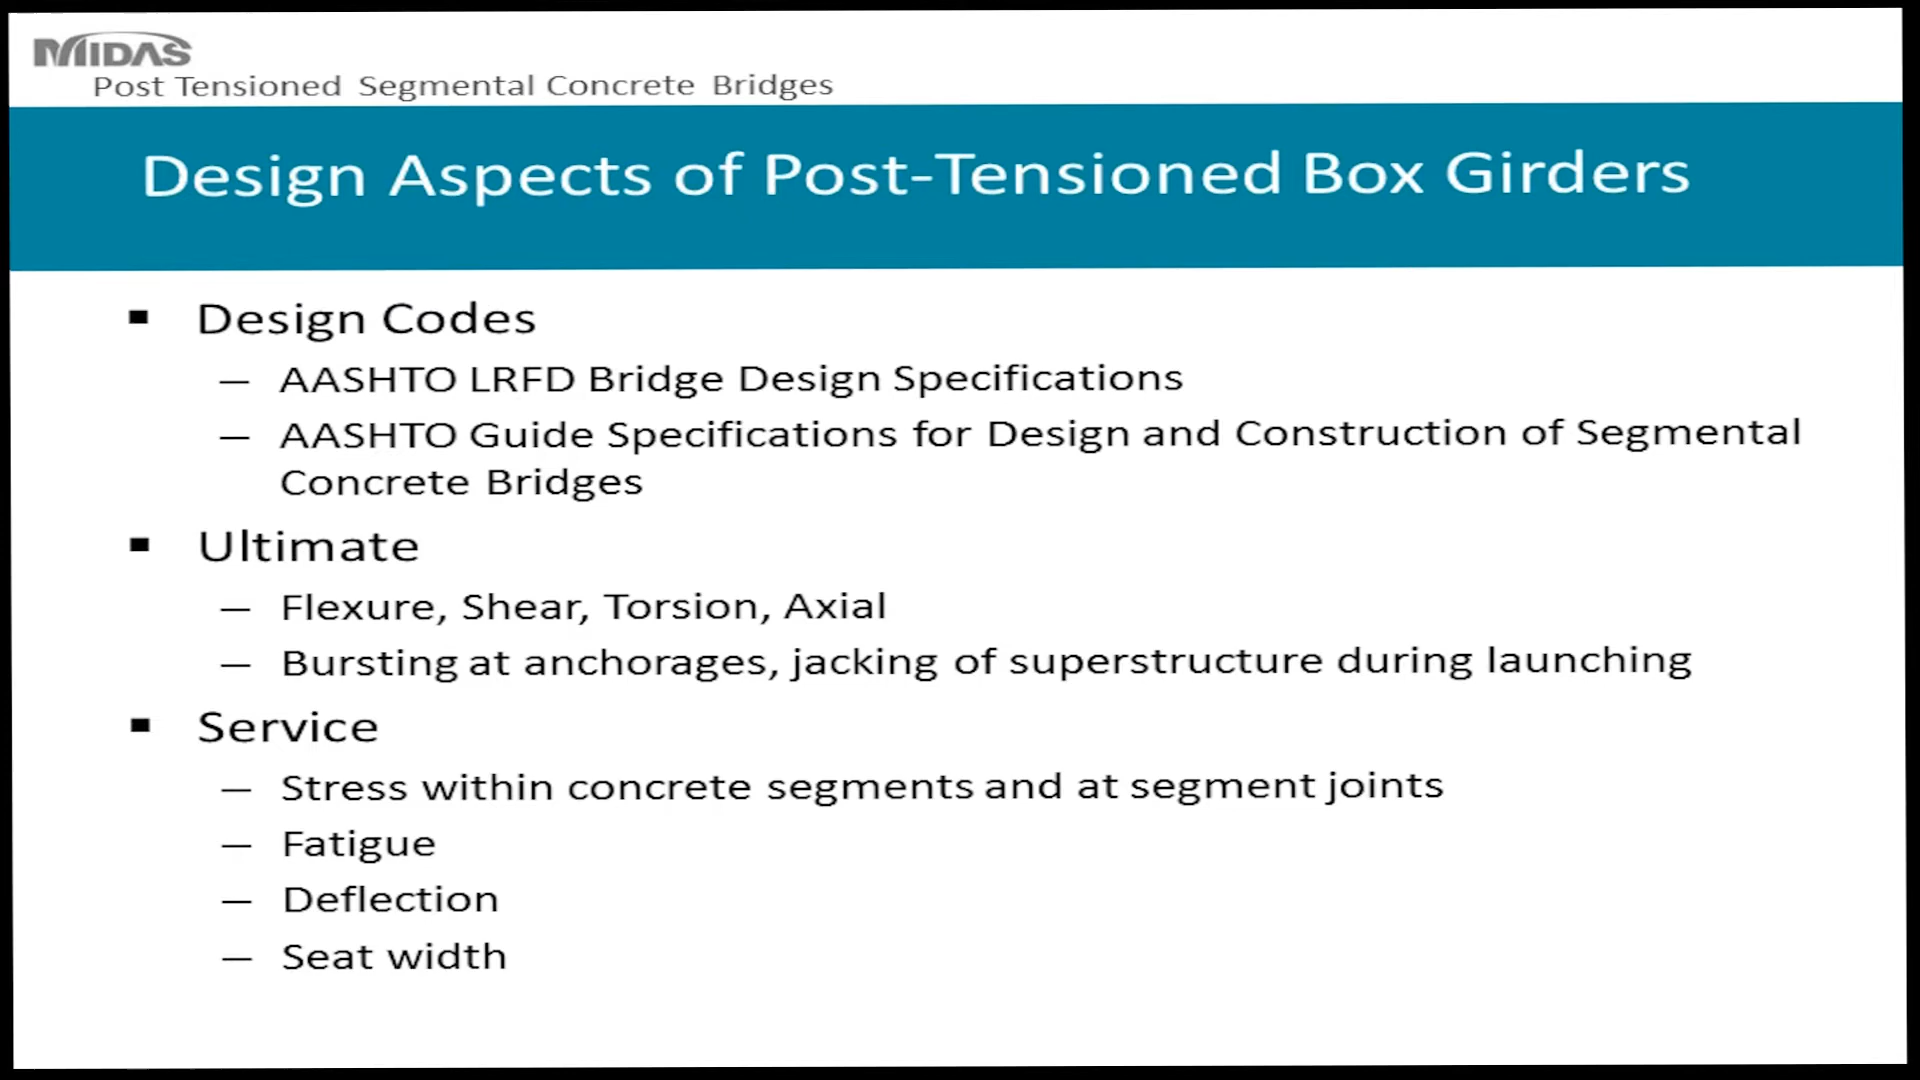 MIDAS
Post Tensioned Segmental Concrete Bridges
Design Aspects of Post-Tensioned Box Girders
▪ Design Codes
– AASHTO LRFD Bridge Design Specifications
– AASHTO Guide Specifications for Design and Construction of Segmental
Concrete Bridges
▪ Ultimate
– Flexure, Shear, Torsion, Axial
– Bursting at anchorages, jacking of superstructure during launching
▪ Service
– Stress within concrete segments and at segment joints
– Fatigue
– Deflection
– Seat width